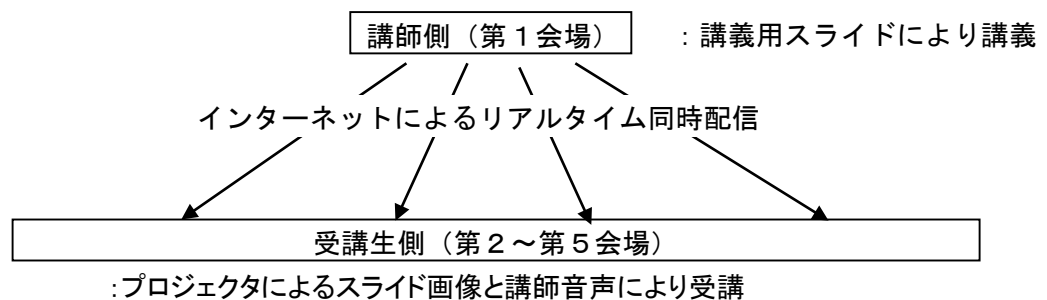 講師側（第１会場）　：講義用スライドにより講義
インターネットによるリアルタイム同時配信
受講生側（第２～第５会場）
：プロジェクタによるスライド画像と講師音声により受講